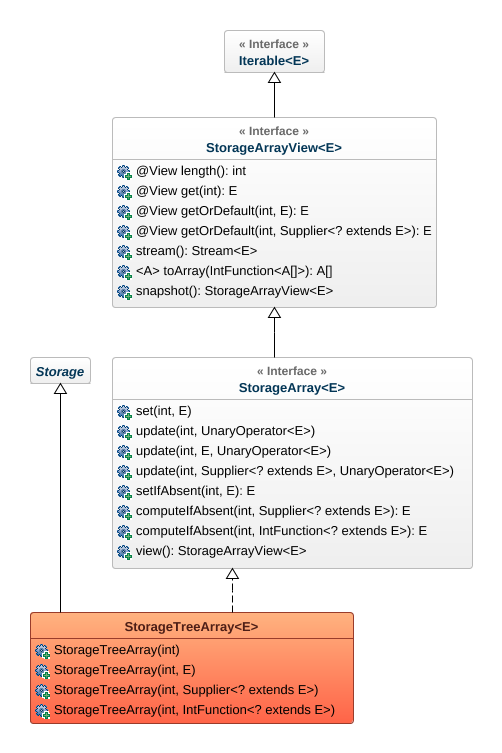 « Interface »
Iterable<E>
« Interface »
StorageArrayView<E>
@View length(): int
@View get(int): E
@View getOrDefault(int, E): E
@View getOrDefault(int, Supplier<? extends E>): E
stream(): Stream<E>
<A> toArray(IntFunction<A[]>): A[]
snapshot(): StorageArrayView<E>
Storage
« Interface »
StorageArray<E>
set(int, E)
update(int, UnaryOperator<E>)
update(int, E, UnaryOperator<E>)
update(int, Supplier<? extends E>, UnaryOperator<E>)
setIfAbsent(int, E): E
computeIfAbsent(int, Supplier<? extends E>): E
computeIfAbsent(int, IntFunction<? extends E>): E
view(): StorageArrayView<E>
StorageTreeArray<E>
StorageTreeArray(int)
StorageTreeArray(int, E)
StorageTreeArray(int, Supplier<? extends E>)
StorageTreeArray(int, IntFunction<? extends E>)